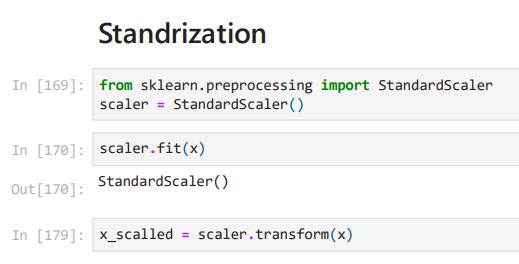 Standrization
In [169]: from sklearn.preprocessing import StandardScaler
scaler = StandardScaler()
In [170]: scaler.fit(x)
Out[170]: StandardScaler()
In [179]: x_scalled = scaler.transform(x)